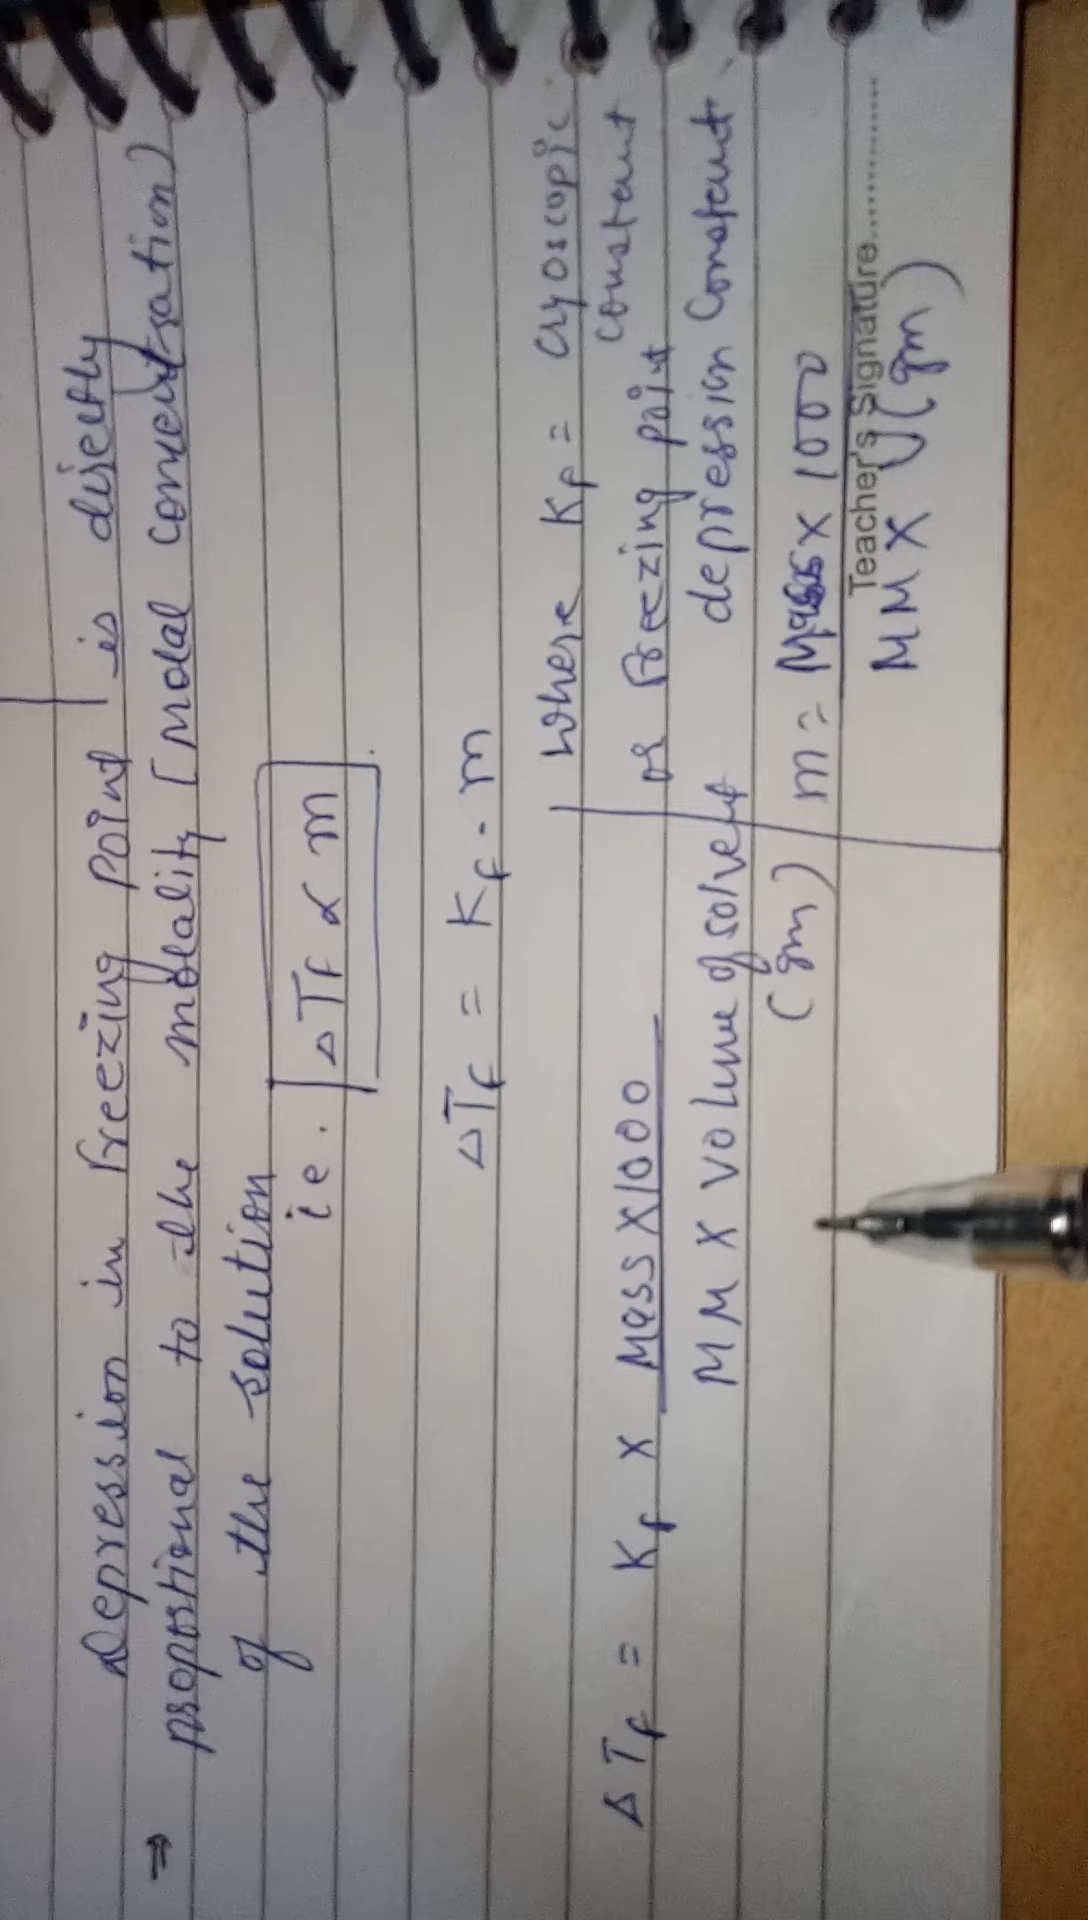 Depression in freezing point is directly
⇒ proportional to the molality [modal concentration)
of the solution
ie. ΔTf ∝ m
ΔTf = Kf · m
where Kf = cryoscopic constant
or freezing point depression constant
ΔTf = Kf × Mass × 1000
MM × volume of solvent
(gm)
m = Mass × 1000
Teacher's Signature
MM × V(gm)